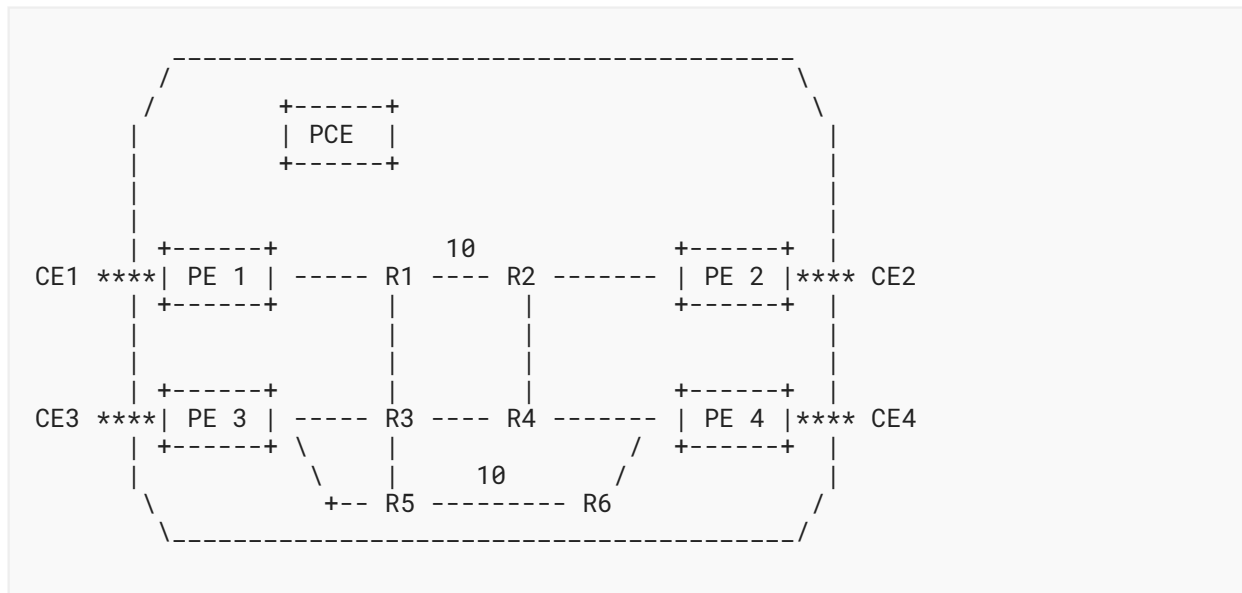 PCE
10
CE1 ****| PE 1 | ----- R1 ---- R2 ------- | PE 2 |**** CE2
CE3 ****| PE 3 | ----- R3 ---- R4 ------- | PE 4 |**** CE4
10
+-- R5 --------- R6